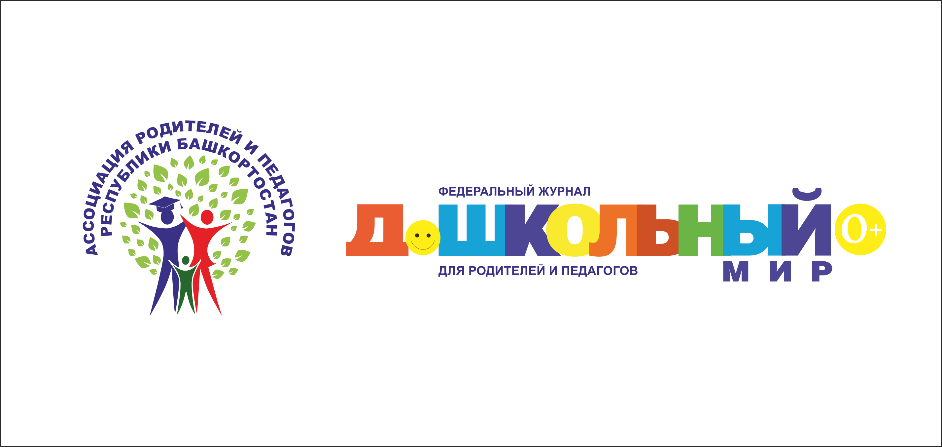 АССОЦИАЦИЯ РОДИТЕЛЕЙ И ПЕДАГОГОВ
РЕСПУБЛИКИ БАШКОРТОСТАН
ФЕДЕРАЛЬНЫЙ ЖУРНАЛ
ДОШКОЛЬНЫЙ 0+
ДЛЯ РОДИТЕЛЕЙ И ПЕДАГОГОВ
МИР